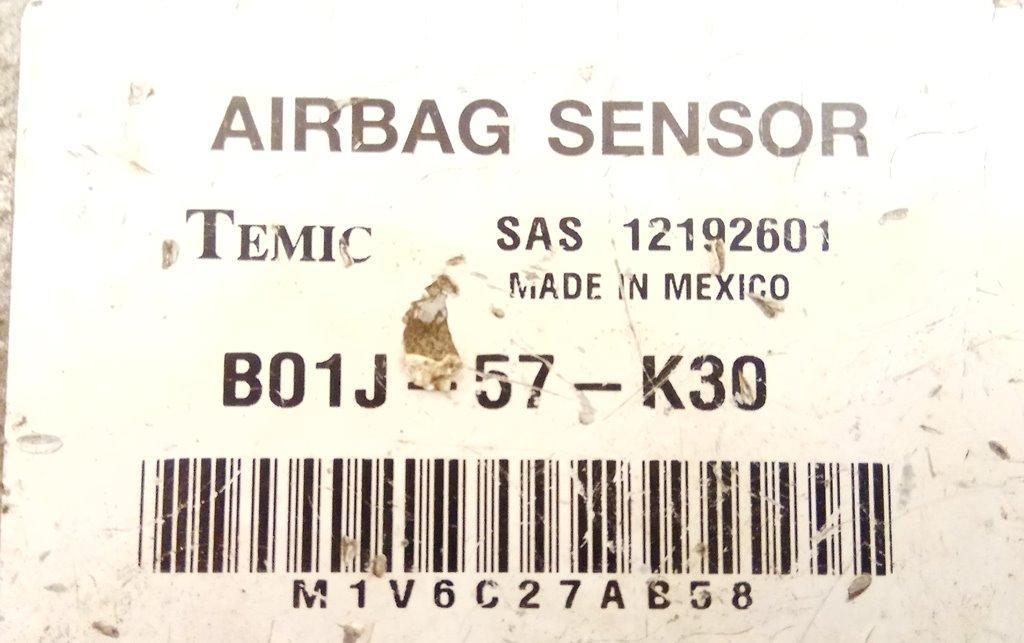 AIRBAG SENSOR
TEMIC SAS 12192601
MADE IN MEXICO
B01J-57-K30
M1V6C27AB58